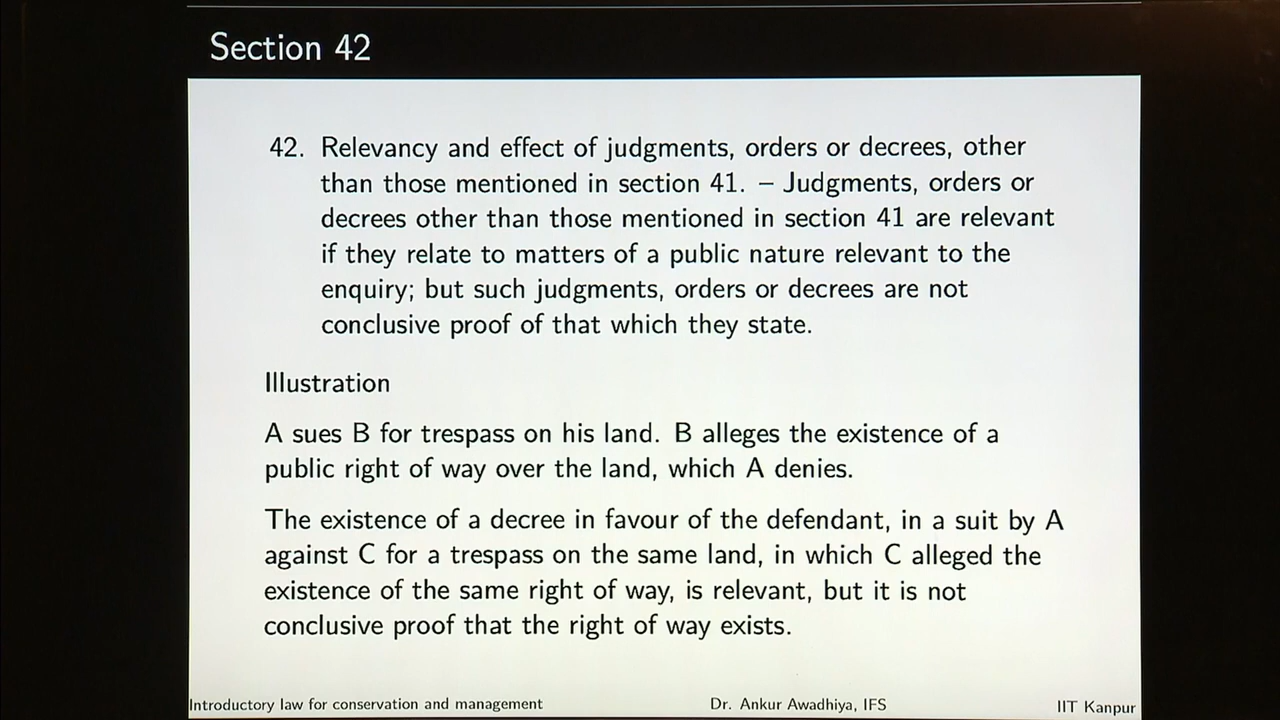 Section 42
42. Relevancy and effect of judgments, orders or decrees, other
than those mentioned in section 41. – Judgments, orders or
decrees other than those mentioned in section 41 are relevant
if they relate to matters of a public nature relevant to the
enquiry; but such judgments, orders or decrees are not
conclusive proof of that which they state.
Illustration
A sues B for trespass on his land. B alleges the existence of a
public right of way over the land, which A denies.
The existence of a decree in favour of the defendant, in a suit by A
against C for a trespass on the same land, in which C alleged the
existence of the same right of way, is relevant, but it is not
conclusive proof that the right of way exists.
Introductory law for conservation and management Dr. Ankur Awadhiya, IFS IIT Kanpur